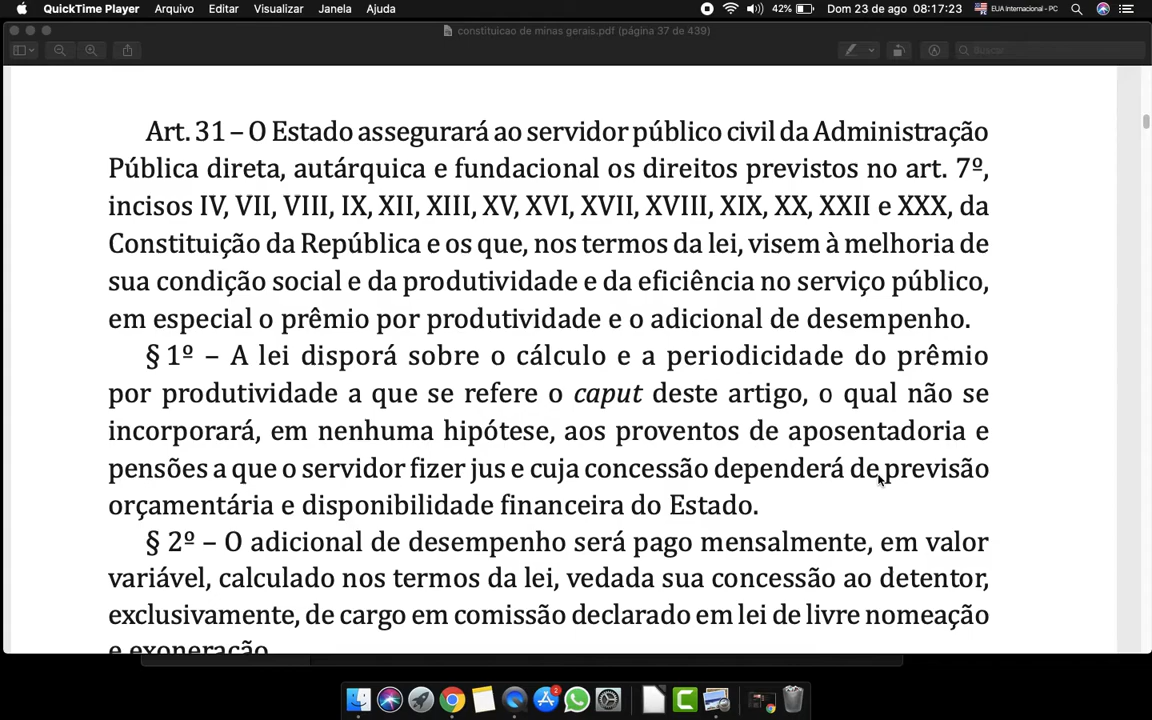 QuickTime Player Arquivo Editar Visualizar Janela Ajuda 42% Dom 23 de ago 08:17:23 EUA Internacional - PC
constituicao de minas gerais.pdf (página 37 de 439)
Buscar
Art. 31 – O Estado assegurará ao servidor público civil da Administração
Pública direta, autárquica e fundacional os direitos previstos no art. 7º,
incisos IV, VII, VIII, IX, XII, XIII, XV, XVI, XVII, XVIII, XIX, XX, XXII e XXX, da
Constituição da República e os que, nos termos da lei, visem à melhoria de
sua condição social e da produtividade e da eficiência no serviço público,
em especial o prêmio por produtividade e o adicional de desempenho.
§ 1º – A lei disporá sobre o cálculo e a periodicidade do prêmio
por produtividade a que se refere o caput deste artigo, o qual não se
incorporará, em nenhuma hipótese, aos proventos de aposentadoria e
pensões a que o servidor fizer jus e cuja concessão dependerá de previsão
orçamentária e disponibilidade financeira do Estado.
§ 2º – O adicional de desempenho será pago mensalmente, em valor
variável, calculado nos termos da lei, vedada sua concessão ao detentor,
exclusivamente, de cargo em comissão declarado em lei de livre nomeação
e exoneração.
2